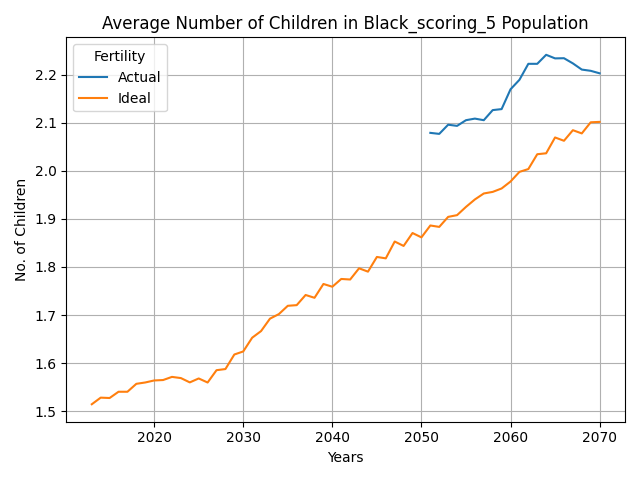 Average Number of Children in Black_scoring_5 Population
Fertility
Actual
Ideal
No. of Children
2.2
2.1
2.0
1.9
1.8
1.7
1.6
1.5
2020 2030 2040 2050 2060 2070
Years